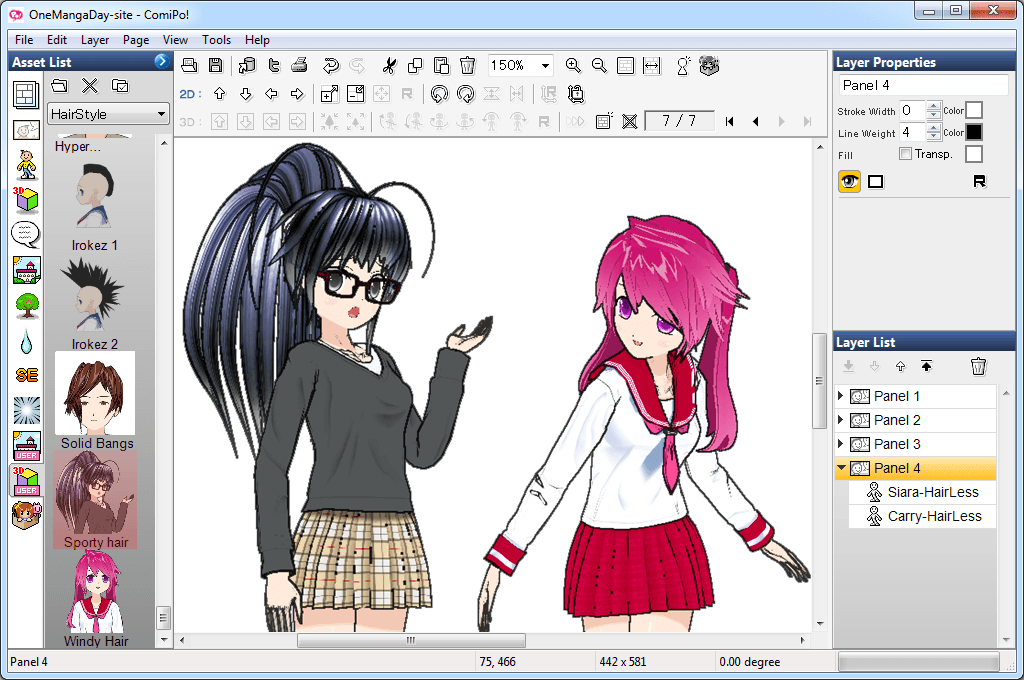 OneMangaDay-site - ComiPo!
File Edit Layer Page View Tools Help
Asset List
HairStyle
Hyper...
Irokez 1
Irokez 2
Solid Bangs
Sporty hair
Windy Hair
3D
SE
USER
3D
USER
150%
2D :
R
3D :
R
7 / 7
Layer Properties
Panel 4
Stroke Width 0 Color
Line Weight 4 Color
Fill Transp.
R
Layer List
Panel 1
Panel 2
Panel 3
Panel 4
Siara-HairLess
Carry-HairLess
Panel 4 75, 466 442 x 581 0.00 degree